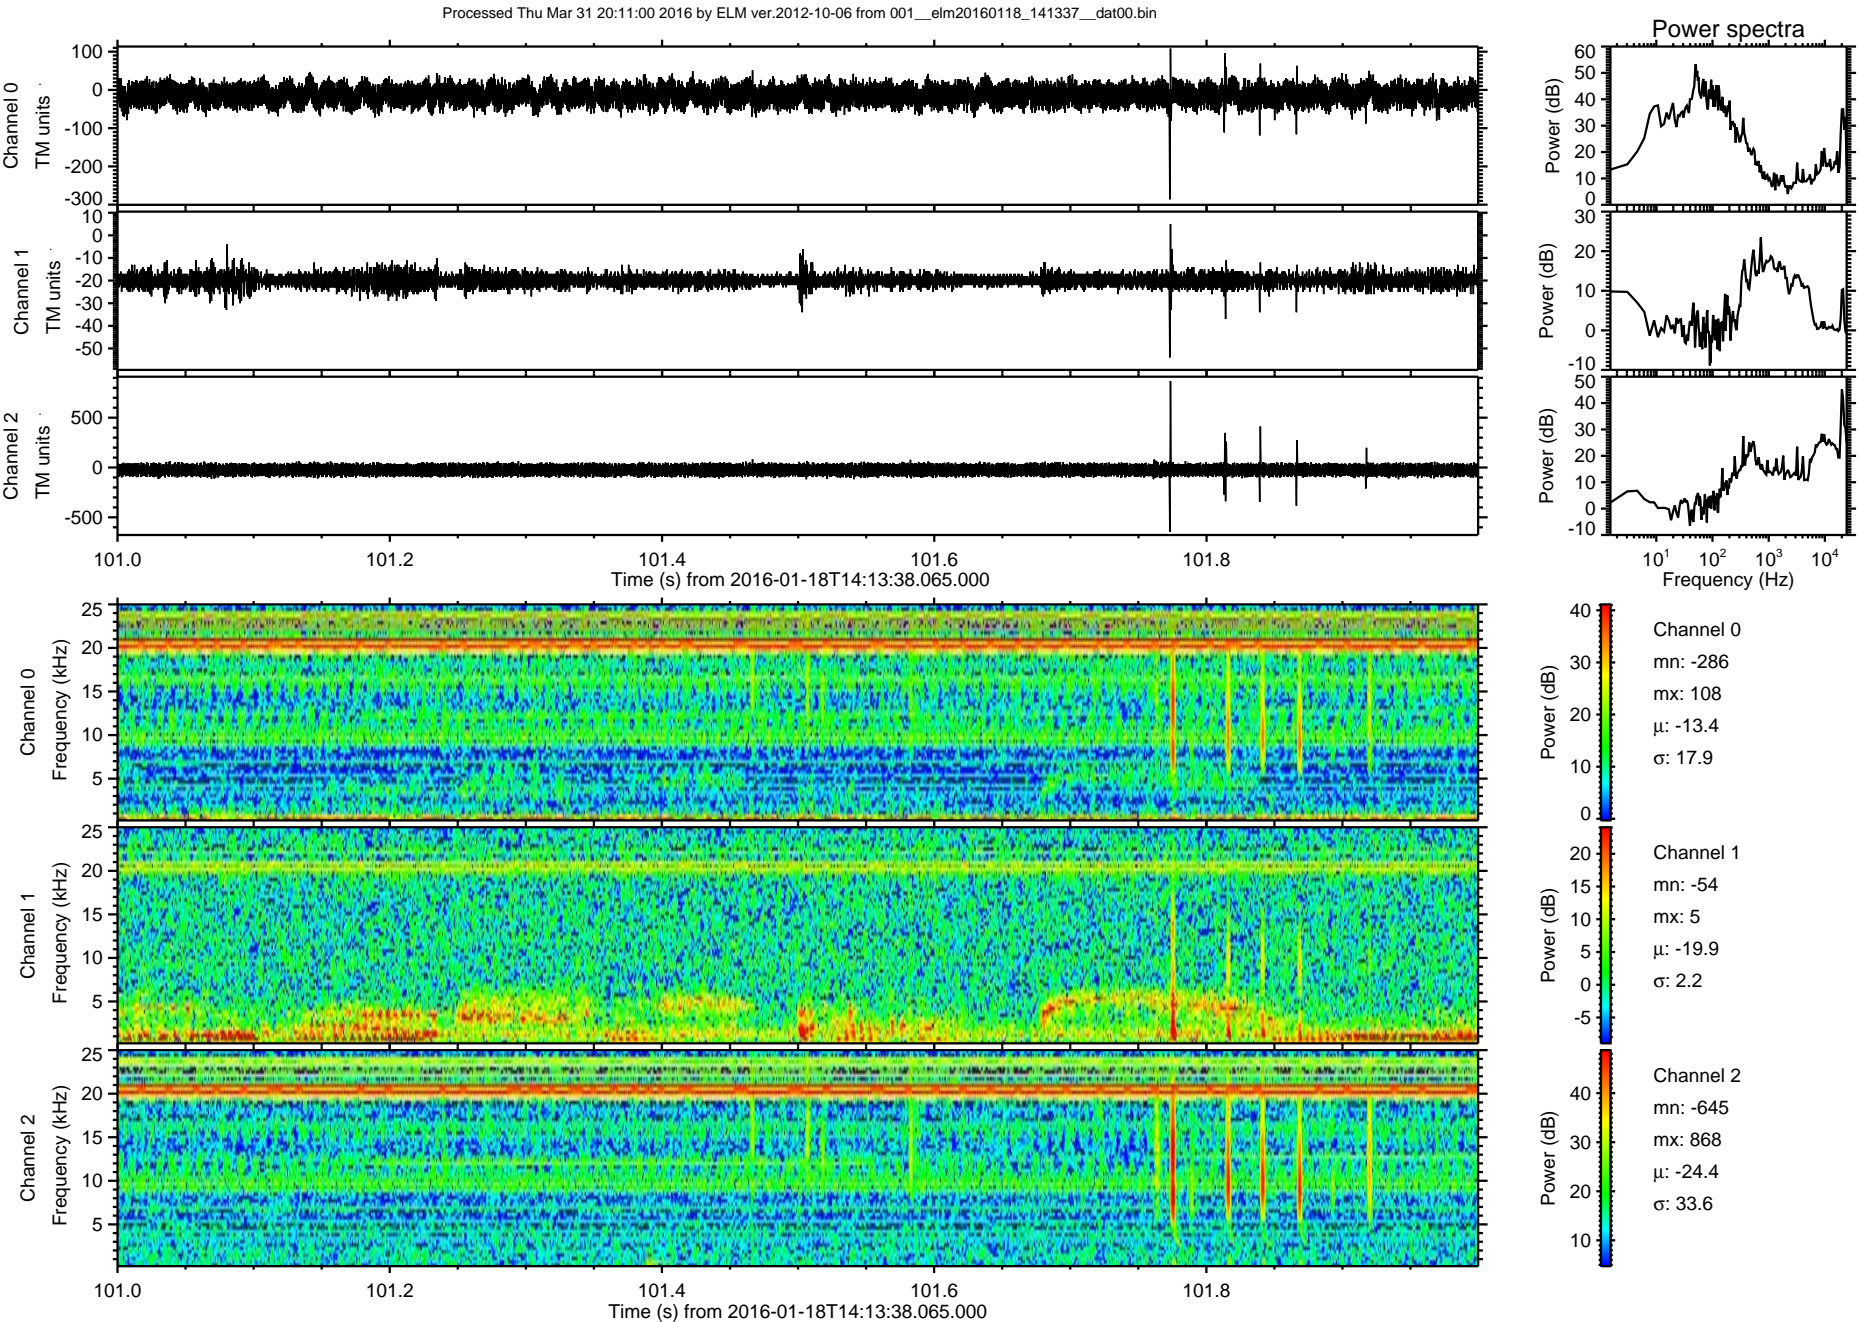 Processed Thu Mar 31 20:11:00 2016 by ELM ver.2012-10-06 from 001__elm20160118_141337__dat00.bin
Power spectra
Channel 0
TM units
100
0
-100
-200
-300
Power (dB)
60
50
40
30
20
10
0
Channel 1
TM units
10
0
-10
-20
-30
-40
-50
Power (dB)
30
20
10
0
-10
Channel 2
TM units
500
0
-500
Power (dB)
50
40
30
20
10
0
-10
101.0 101.2 101.4 101.6 101.8
Time (s) from 2016-01-18T14:13:38.065.000
10^1 10^2 10^3 10^4
Frequency (Hz)
Channel 0
Frequency (kHz)
25
20
15
10
5
Power (dB)
40
30
20
10
0
Channel 0
mn: -286
mx: 108
μ: -13.4
σ: 17.9
Channel 1
Frequency (kHz)
25
20
15
10
5
Power (dB)
20
15
10
5
0
-5
Channel 1
mn: -54
mx: 5
μ: -19.9
σ: 2.2
Channel 2
Frequency (kHz)
25
20
15
10
5
Power (dB)
40
30
20
10
Channel 2
mn: -645
mx: 868
μ: -24.4
σ: 33.6
101.0 101.2 101.4 101.6 101.8
Time (s) from 2016-01-18T14:13:38.065.000